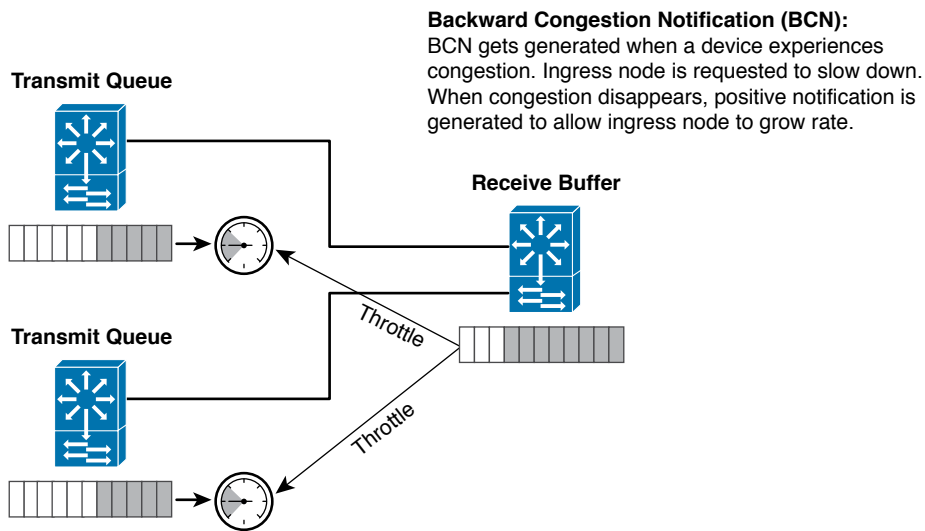 Backward Congestion Notification (BCN):
BCN gets generated when a device experiences
congestion. Ingress node is requested to slow down.
When congestion disappears, positive notification is
generated to allow ingress node to grow rate.
Transmit Queue
Receive Buffer
Throttle
Transmit Queue
Throttle